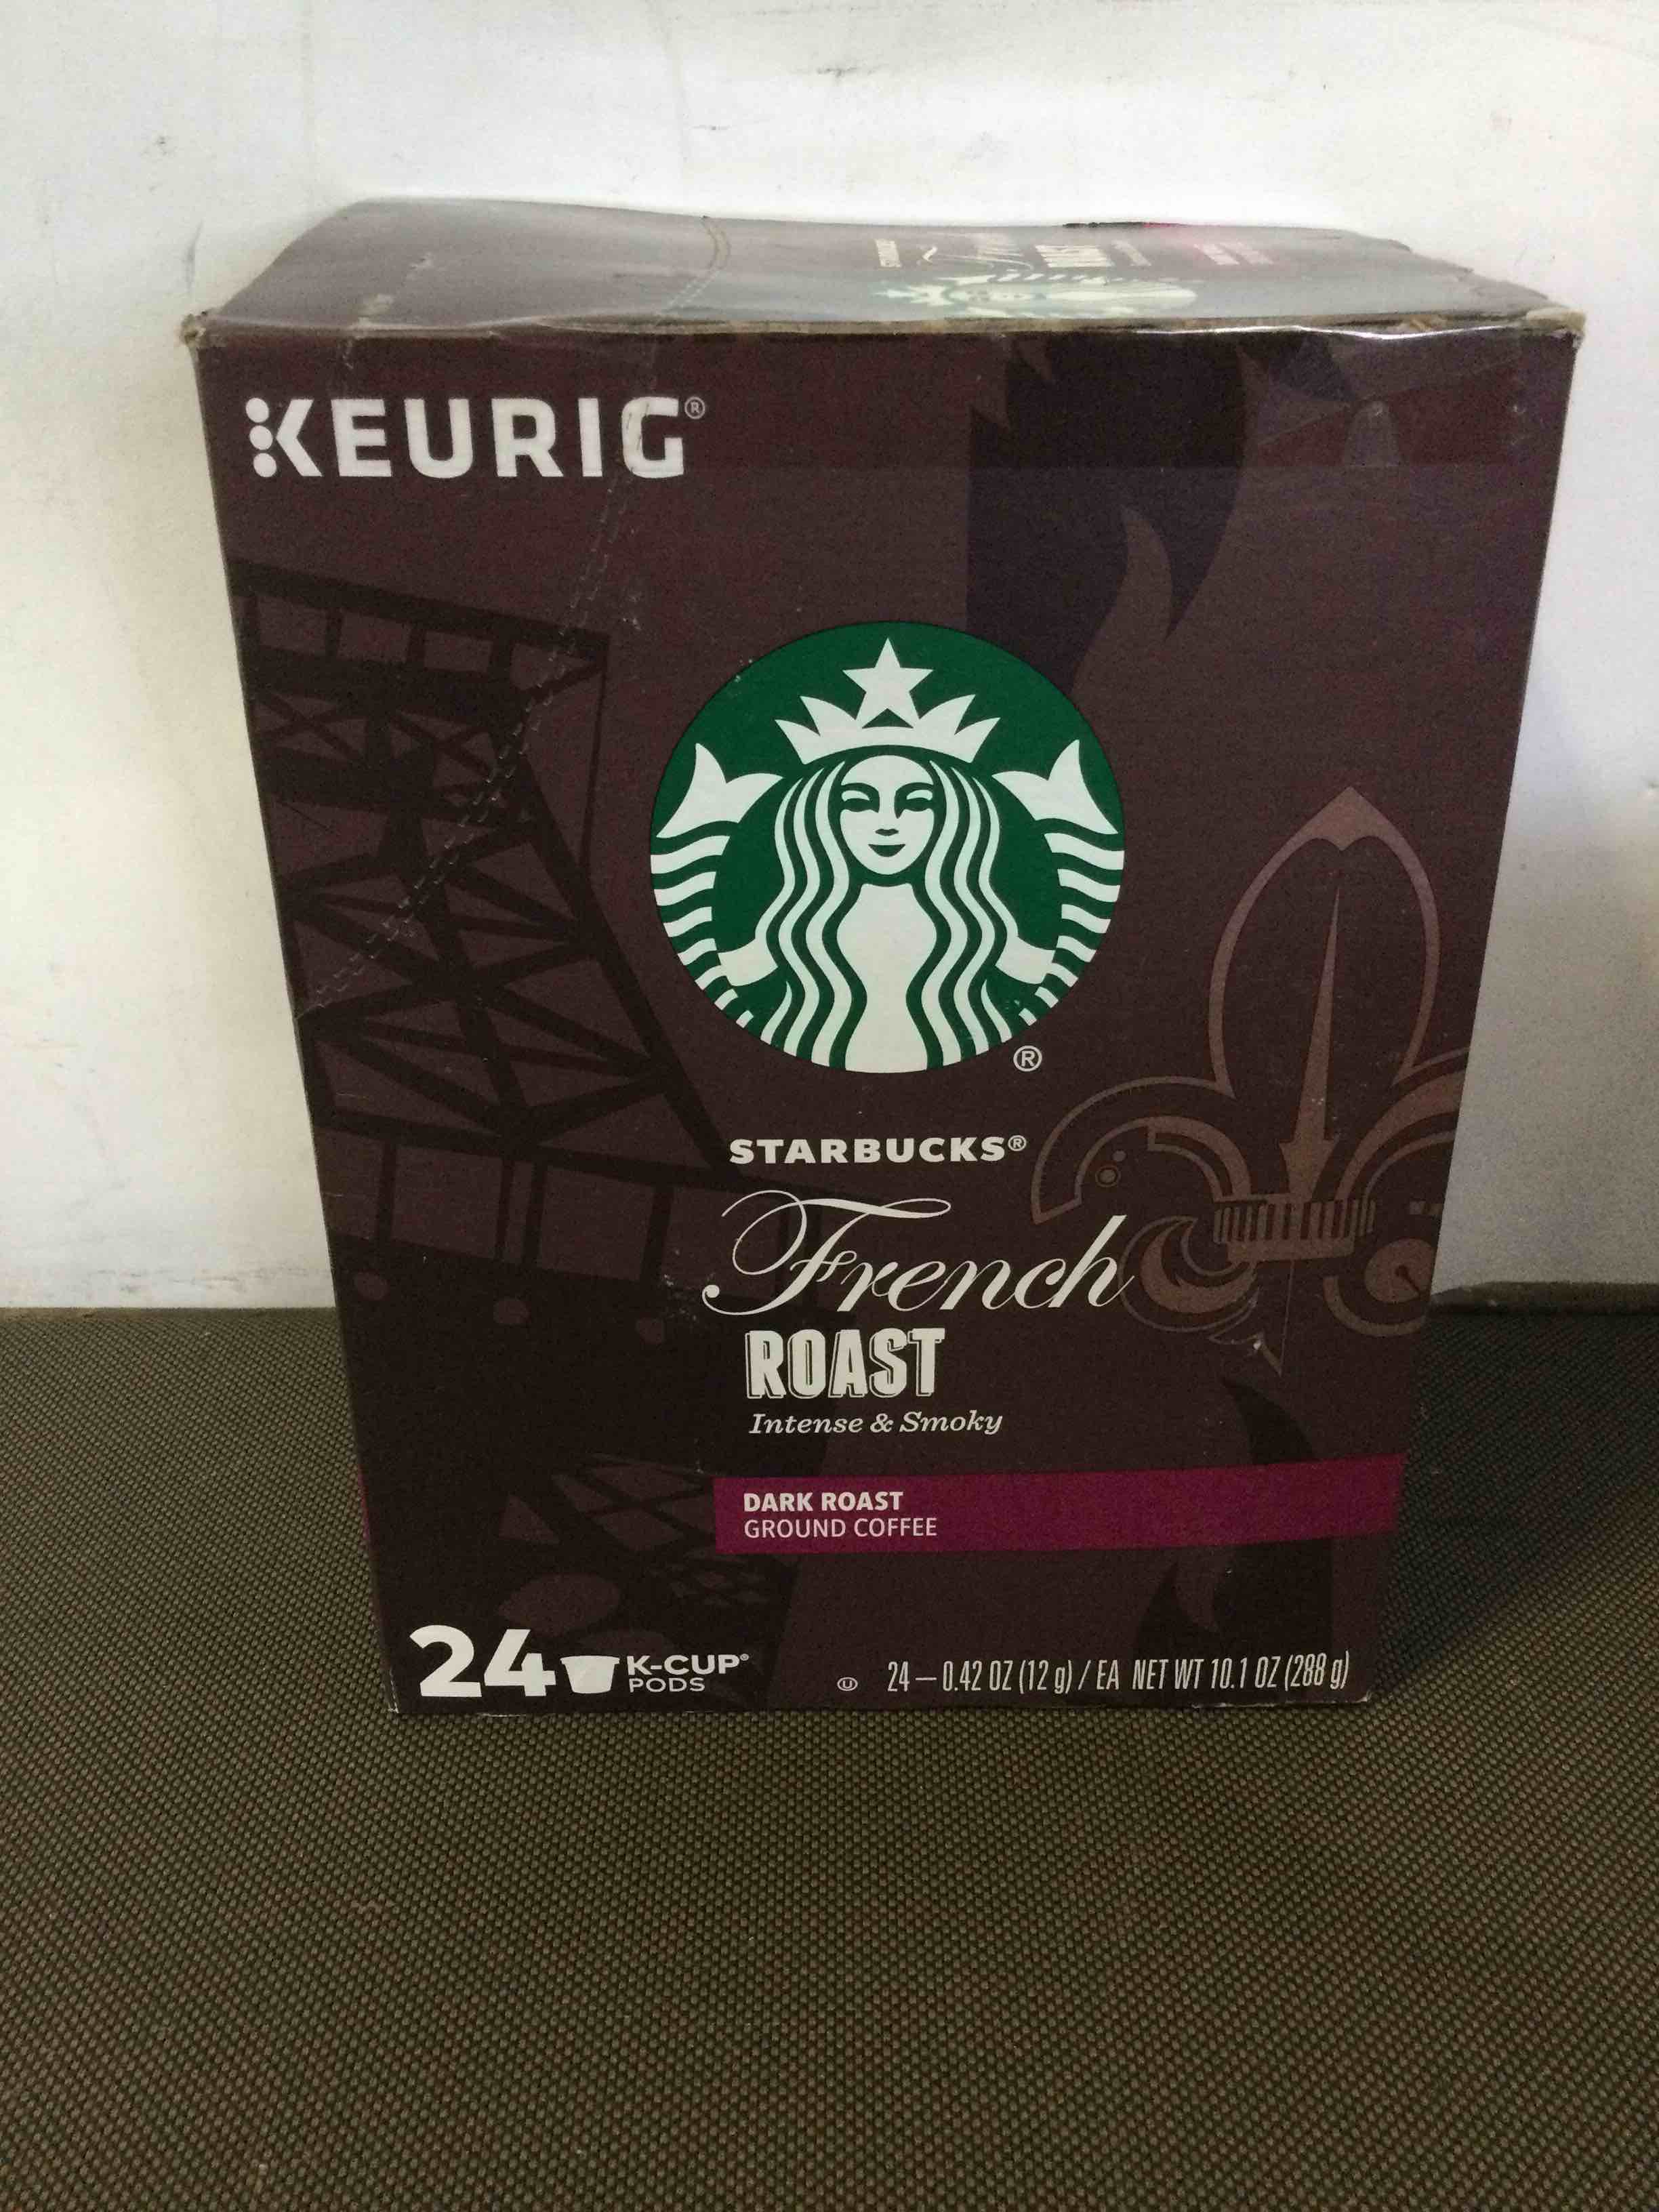 KEURIG®
®
STARBUCKS®
French
ROAST
Intense & Smoky
DARK ROAST
GROUND COFFEE
24 K-CUP®
PODS
U 24 — 0.42 OZ (12 g) / EA NET WT 10.1 OZ (288 g)